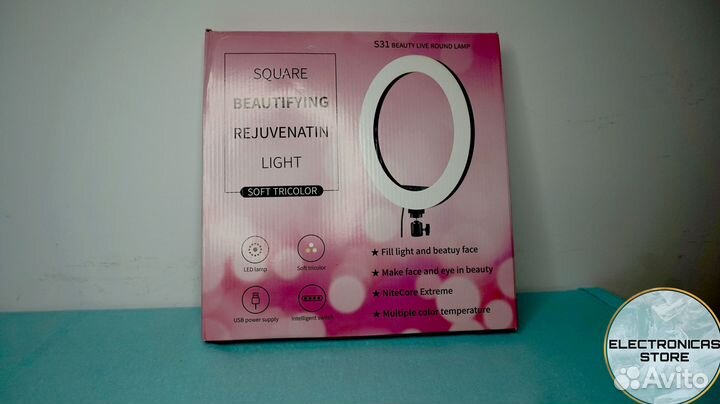 S31 BEAUTY LIVE ROUND LAMP
SQUARE
BEAUTIFYING
REJUVENATIN
LIGHT
SOFT TRICOLOR
LED lamp
Soft tricolor
USB power supply
Intelligent switch
★ Fill light and beatuy face
★ Make face and eye in beauty
★ NiteCore Extreme
★ Multiple color temperature
ELECTRONICAS
STORE
Avito